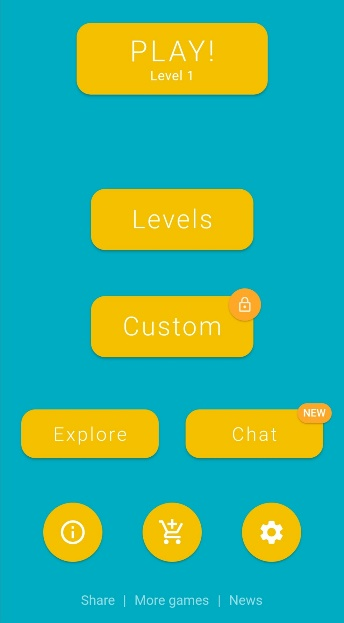 PLAY!
Level 1
Levels
Custom
NEW
Explore
Chat
Share | More games | News